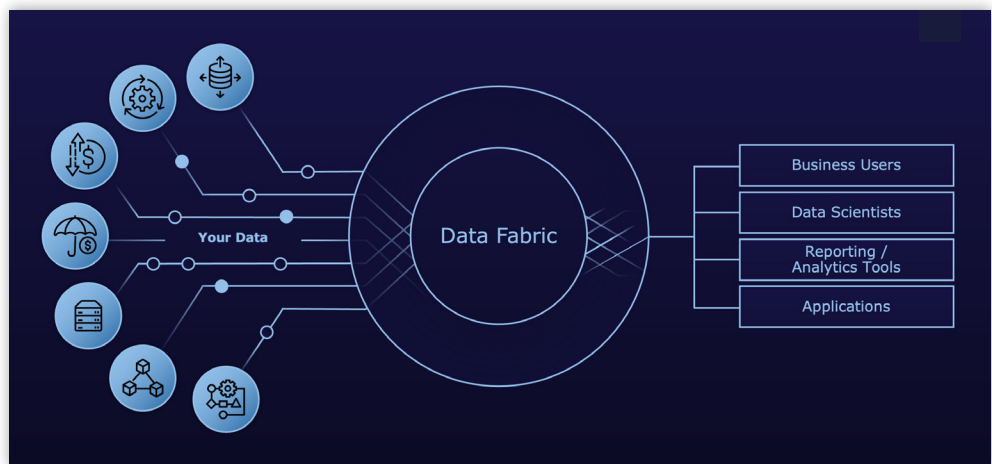 Your Data
Data Fabric
Business Users
Data Scientists
Reporting /
Analytics Tools
Applications